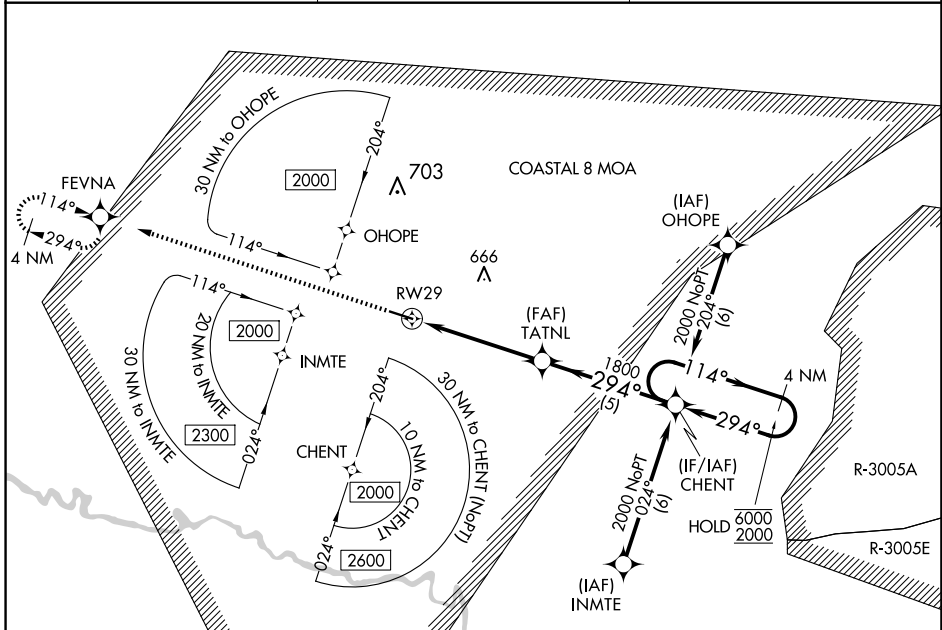 30 NM to OHOPE
204°
2000
703
COASTAL 8 MOA
FEVNA
114°
294°
4 NM
OHOPE
114°
666
(IAF)
OHOPE
2000 NoPT
204°
(6)
RW29
(FAF)
TATNL
1800
294°
(5)
114°
4 NM
294°
(IF/IAF)
CHENT
HOLD
6000
2000
R-3005A
R-3005E
114°
2000
INMTE
20 NM to INMTE
30 NM to INMTE
2300
024°
204°
30 NM to CHENT (NoPT)
10 NM to CHENT
CHENT
2000
2600
024°
2000 NoPT
024°
(6)
(IAF)
INMTE